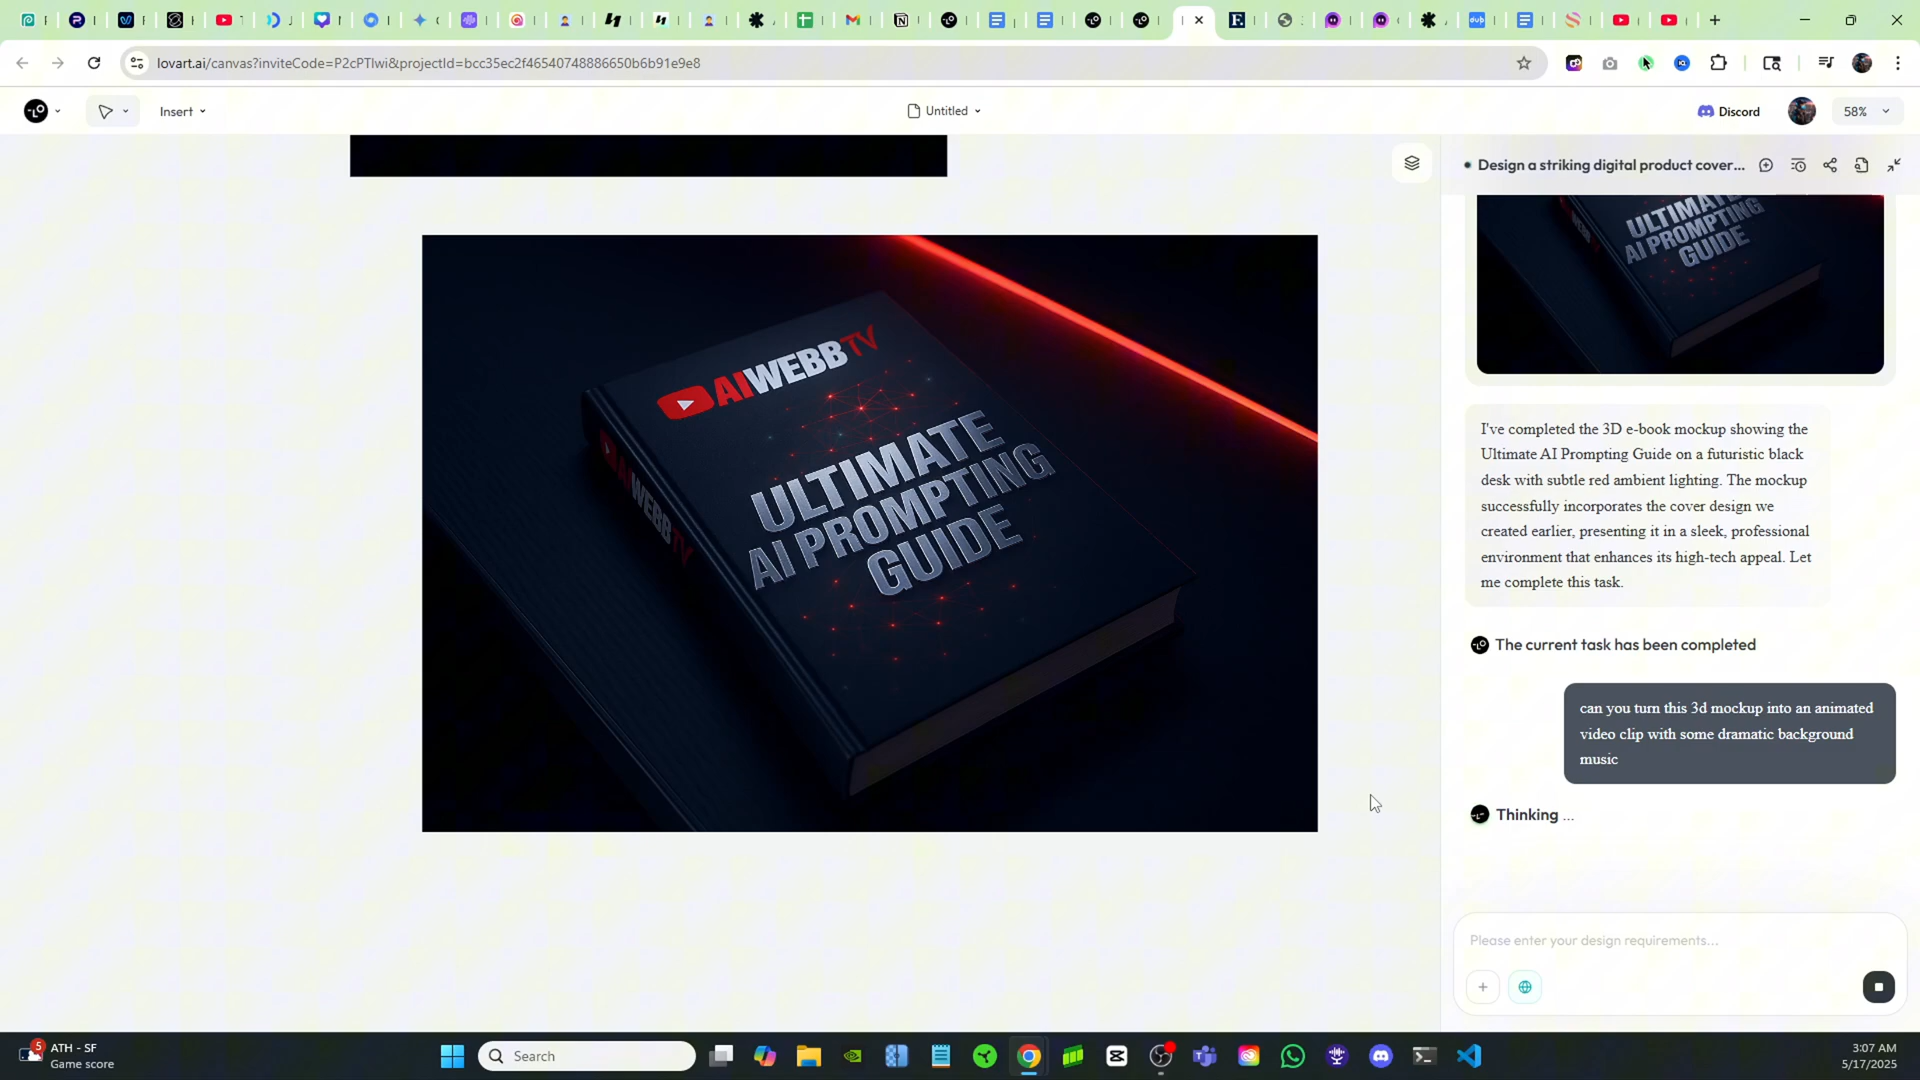 lovart.ai/canvas?inviteCode=P2cPTlwi&projectId=bcc35ec2f46540748886650b6b91e9e8
Insert
Untitled
Discord
58%
Design a striking digital product cover...
ULTIMATE
AI PROMPTING
GUIDE
AIWEBBTV
ULTIMATE
AI PROMPTING
GUIDE
AIWEBBTV
I've completed the 3D e-book mockup showing the
Ultimate AI Prompting Guide on a futuristic black
desk with subtle red ambient lighting. The mockup
successfully incorporates the cover design we
created earlier, presenting it in a sleek, professional
environment that enhances its high-tech appeal. Let
me complete this task.
The current task has been completed
can you turn this 3d mockup into an animated
video clip with some dramatic background
music
Thinking ...
Please enter your design requirements...
5
ATH - SF
Game score
Search
3:07 AM
5/17/2025